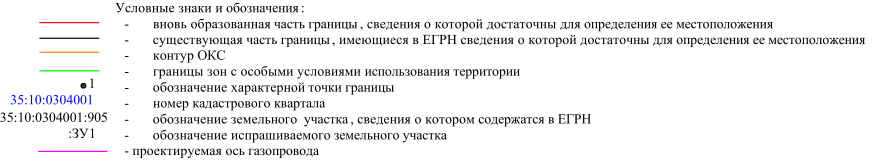 Условные знаки и обозначения:
- вновь образованная часть границы, сведения о которой достаточны для определения ее местоположения
- существующая часть границы, имеющиеся в ЕГРН сведения о которой достаточны для определения ее местоположения
- контур ОКС
- границы зон с особыми условиями использования территории
1 - обозначение характерной точки границы
35:10:0304001 - номер кадастрового квартала
35:10:0304001:905 - обозначение земельного участка, сведения о котором содержатся в ЕГРН
:ЗУ1 - обозначение испрашиваемого земельного участка
- проектируемая ось газопровода